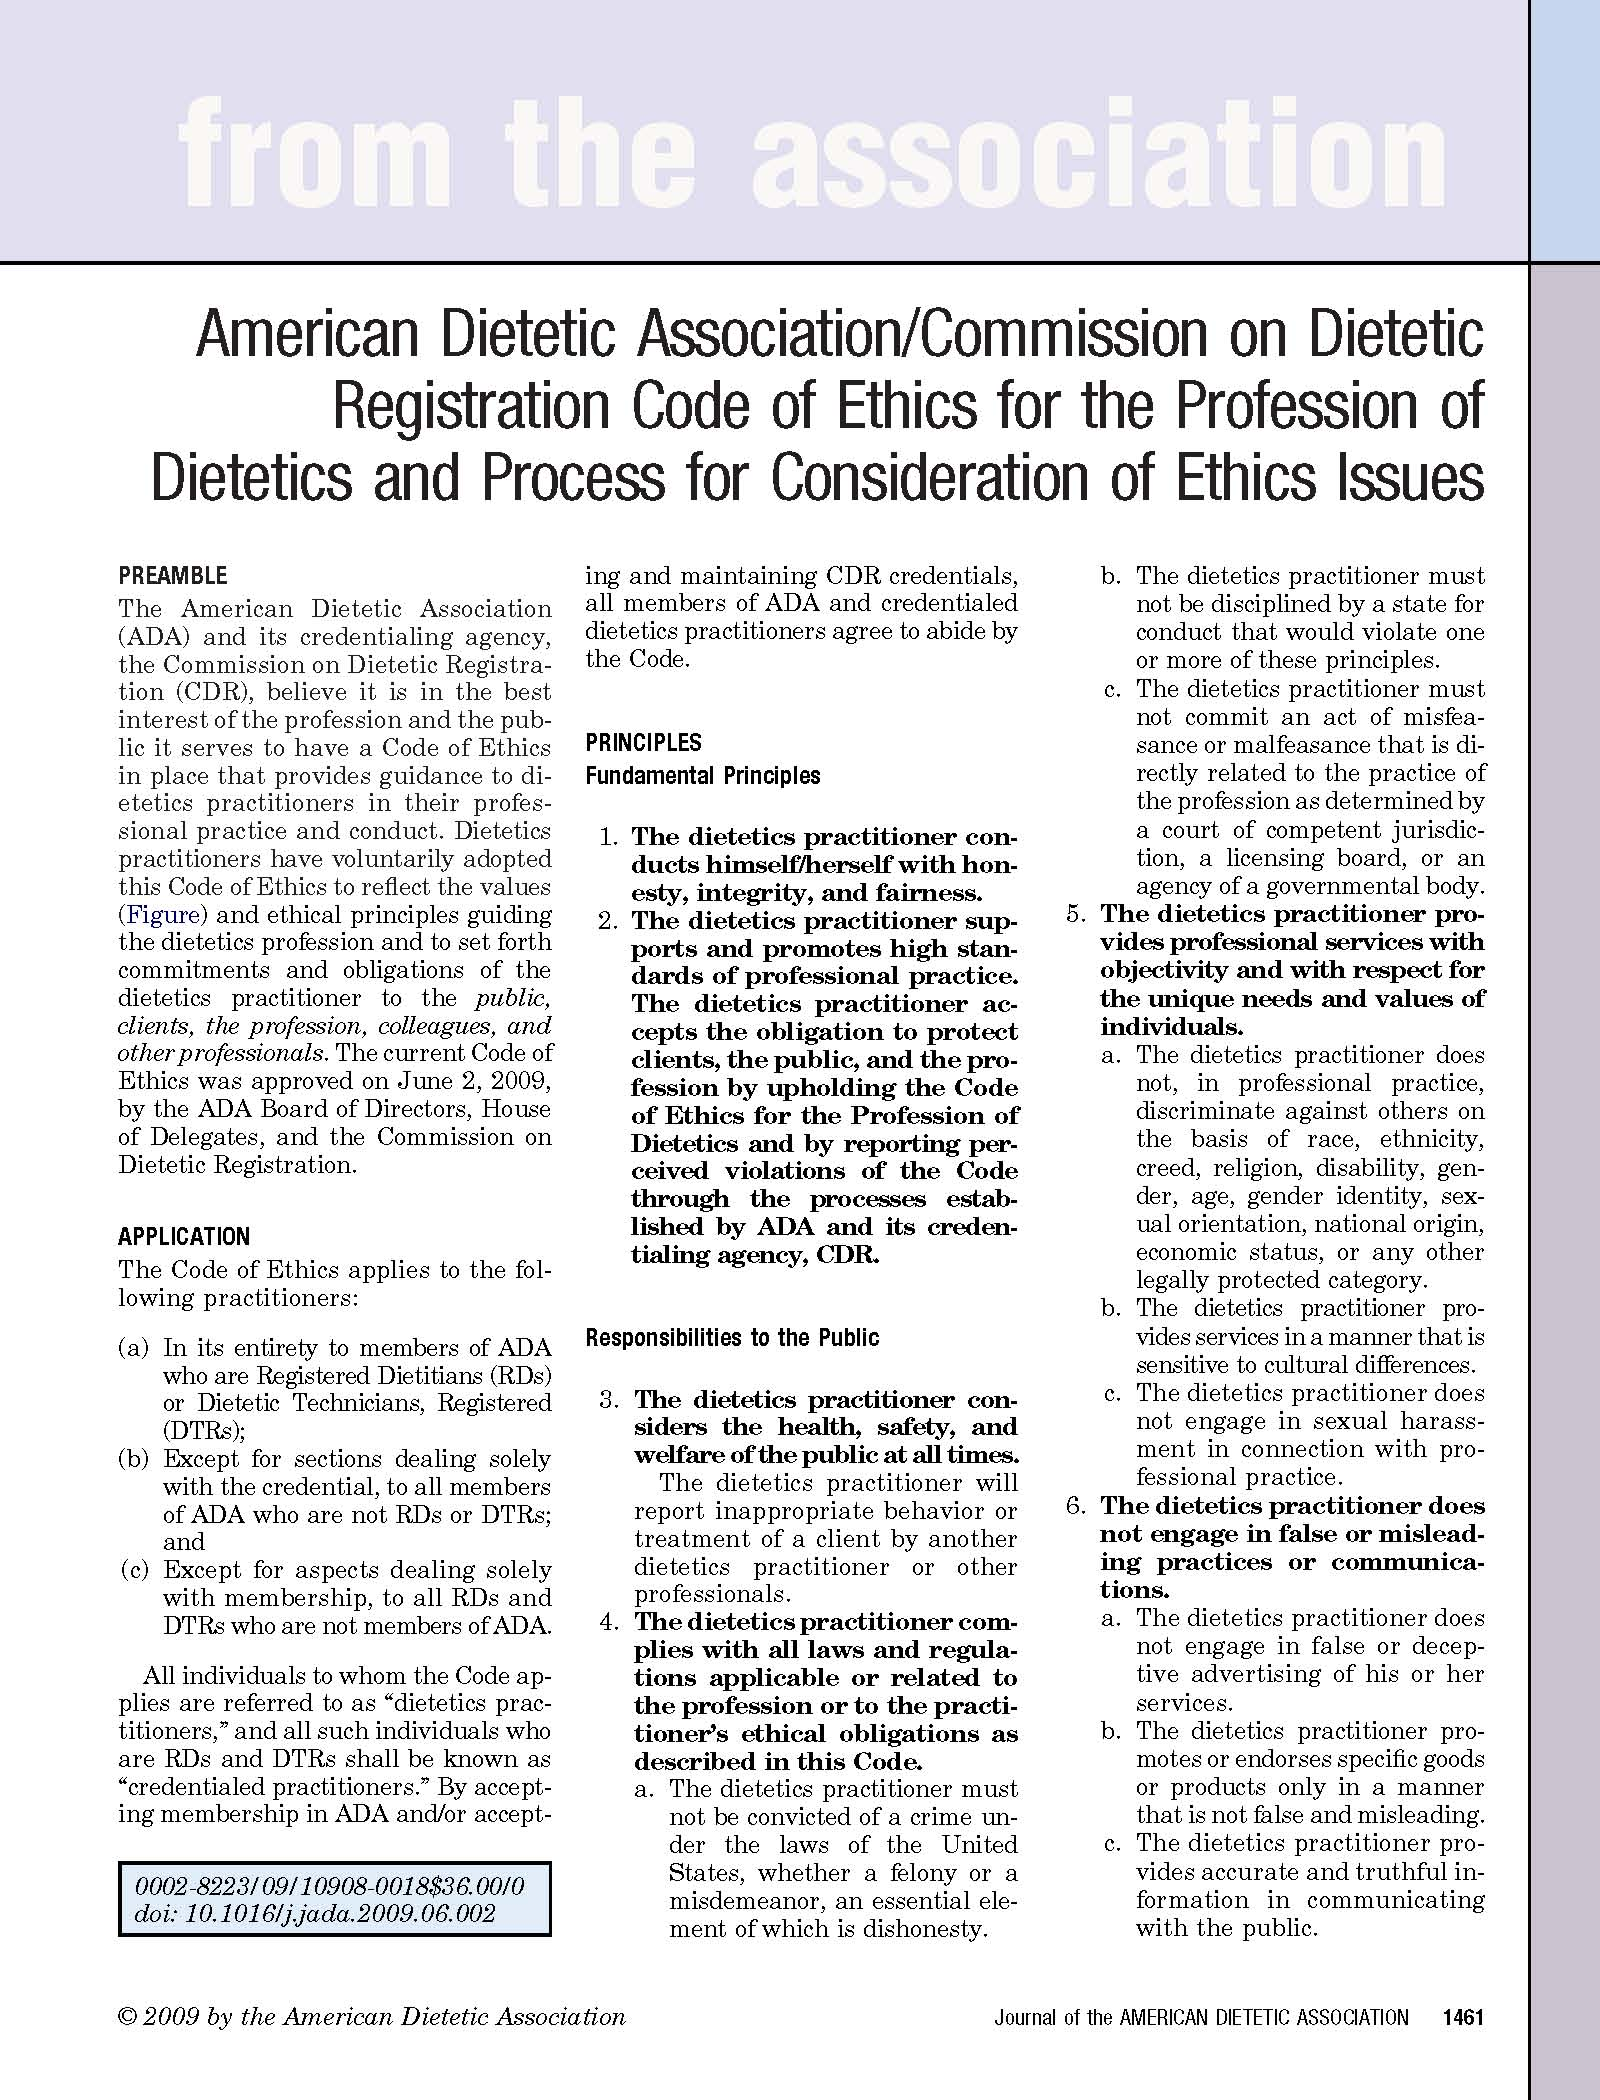 from the association
American Dietetic Association/Commission on Dietetic
Registration Code of Ethics for the Profession of
Dietetics and Process for Consideration of Ethics Issues
PREAMBLE
The American Dietetic Association
(ADA) and its credentialing agency,
the Commission on Dietetic Registra-
tion (CDR), believe it is in the best
interest of the profession and the pub-
lic it serves to have a Code of Ethics
in place that provides guidance to di-
etetics practitioners in their profes-
sional practice and conduct. Dietetics
practitioners have voluntarily adopted
this Code of Ethics to reflect the values
(Figure) and ethical principles guiding
the dietetics profession and to set forth
commitments and obligations of the
dietetics practitioner to the public,
clients, the profession, colleagues, and
other professionals. The current Code of
Ethics was approved on June 2, 2009,
by the ADA Board of Directors, House
of Delegates, and the Commission on
Dietetic Registration.
APPLICATION
The Code of Ethics applies to the fol-
lowing practitioners:
(a) In its entirety to members of ADA
who are Registered Dietitians (RDs)
or Dietetic Technicians, Registered
(DTRs);
(b) Except for sections dealing solely
with the credential, to all members
of ADA who are not RDs or DTRs;
and
(c) Except for aspects dealing solely
with membership, to all RDs and
DTRs who are not members of ADA.
All individuals to whom the Code ap-
plies are referred to as “dietetics prac-
titioners,” and all such individuals who
are RDs and DTRs shall be known as
“credentialed practitioners.” By accept-
ing membership in ADA and/or accept-
0002-8223/09/10908-0018$36.00/0
doi: 10.1016/j.jada.2009.06.002
ing and maintaining CDR credentials,
all members of ADA and credentialed
dietetics practitioners agree to abide by
the Code.
PRINCIPLES
Fundamental Principles
1. The dietetics practitioner con-
ducts himself/herself with hon-
esty, integrity, and fairness.
2. The dietetics practitioner sup-
ports and promotes high stan-
dards of professional practice.
The dietetics practitioner ac-
cepts the obligation to protect
clients, the public, and the pro-
fession by upholding the Code
of Ethics for the Profession of
Dietetics and by reporting per-
ceived violations of the Code
through the processes estab-
lished by ADA and its creden-
tialing agency, CDR.
Responsibilities to the Public
3. The dietetics practitioner con-
siders the health, safety, and
welfare of the public at all times.
The dietetics practitioner will
report inappropriate behavior or
treatment of a client by another
dietetics practitioner or other
professionals.
4. The dietetics practitioner com-
plies with all laws and regula-
tions applicable or related to
the profession or to the practi-
tioner’s ethical obligations as
described in this Code.
a. The dietetics practitioner must
not be convicted of a crime un-
der the laws of the United
States, whether a felony or a
misdemeanor, an essential ele-
ment of which is dishonesty.
b. The dietetics practitioner must
not be disciplined by a state for
conduct that would violate one
or more of these principles.
c. The dietetics practitioner must
not commit an act of misfea-
sance or malfeasance that is di-
rectly related to the practice of
the profession as determined by
a court of competent jurisdic-
tion, a licensing board, or an
agency of a governmental body.
5. The dietetics practitioner pro-
vides professional services with
objectivity and with respect for
the unique needs and values of
individuals.
a. The dietetics practitioner does
not, in professional practice,
discriminate against others on
the basis of race, ethnicity,
creed, religion, disability, gen-
der, age, gender identity, sex-
ual orientation, national origin,
economic status, or any other
legally protected category.
b. The dietetics practitioner pro-
vides services in a manner that is
sensitive to cultural differences.
c. The dietetics practitioner does
not engage in sexual harass-
ment in connection with pro-
fessional practice.
6. The dietetics practitioner does
not engage in false or mislead-
ing practices or communica-
tions.
a. The dietetics practitioner does
not engage in false or decep-
tive advertising of his or her
services.
b. The dietetics practitioner pro-
motes or endorses specific goods
or products only in a manner
that is not false and misleading.
c. The dietetics practitioner pro-
vides accurate and truthful in-
formation in communicating
with the public.
© 2009 by the American Dietetic Association
Journal of the AMERICAN DIETETIC ASSOCIATION 1461